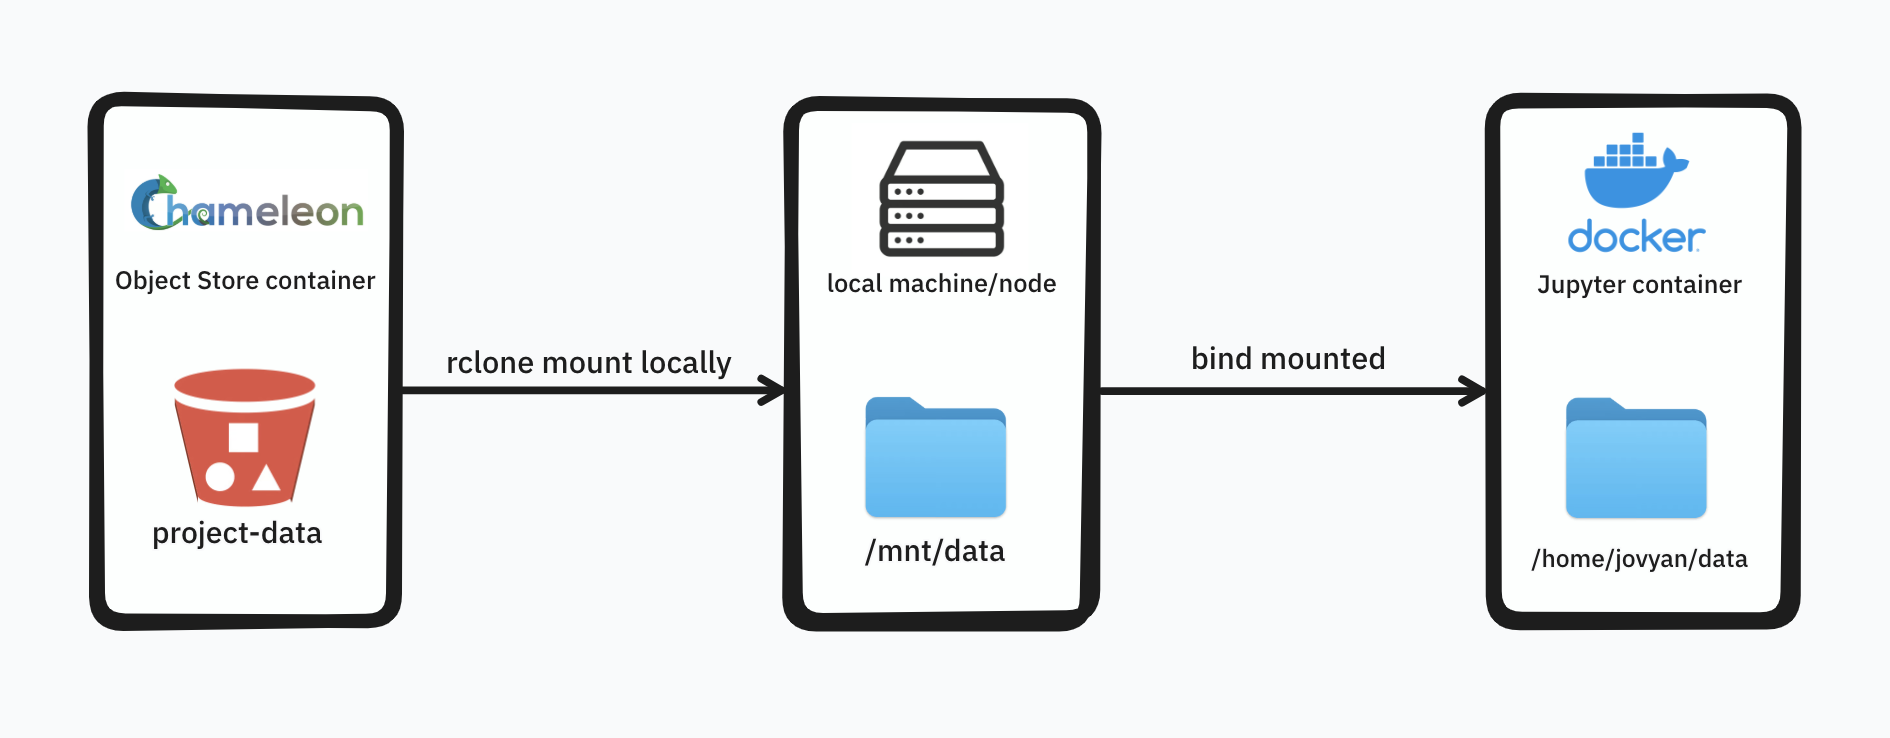 Chameleon
Object Store container
project-data
rclone mount locally
local machine/node
/mnt/data
bind mounted
docker
Jupyter container
/home/jovyan/data